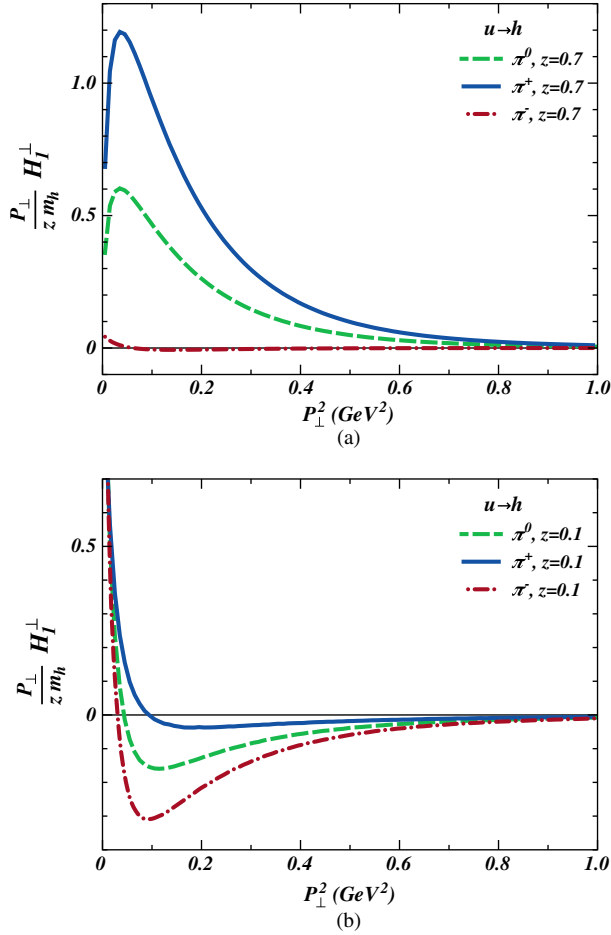 u→h
π⁰, z=0.7
π⁺, z=0.7
π⁻, z=0.7
1.0
0.5
0
P⊥ / z m_h H₁^⊥
0 0.2 0.4 0.6 0.8 1.0
P⊥² (GeV²)
(a)
u→h
π⁰, z=0.1
π⁺, z=0.1
π⁻, z=0.1
0.5
0
P⊥ / z m_h H₁^⊥
0 0.2 0.4 0.6 0.8 1.0
P⊥² (GeV²)
(b)